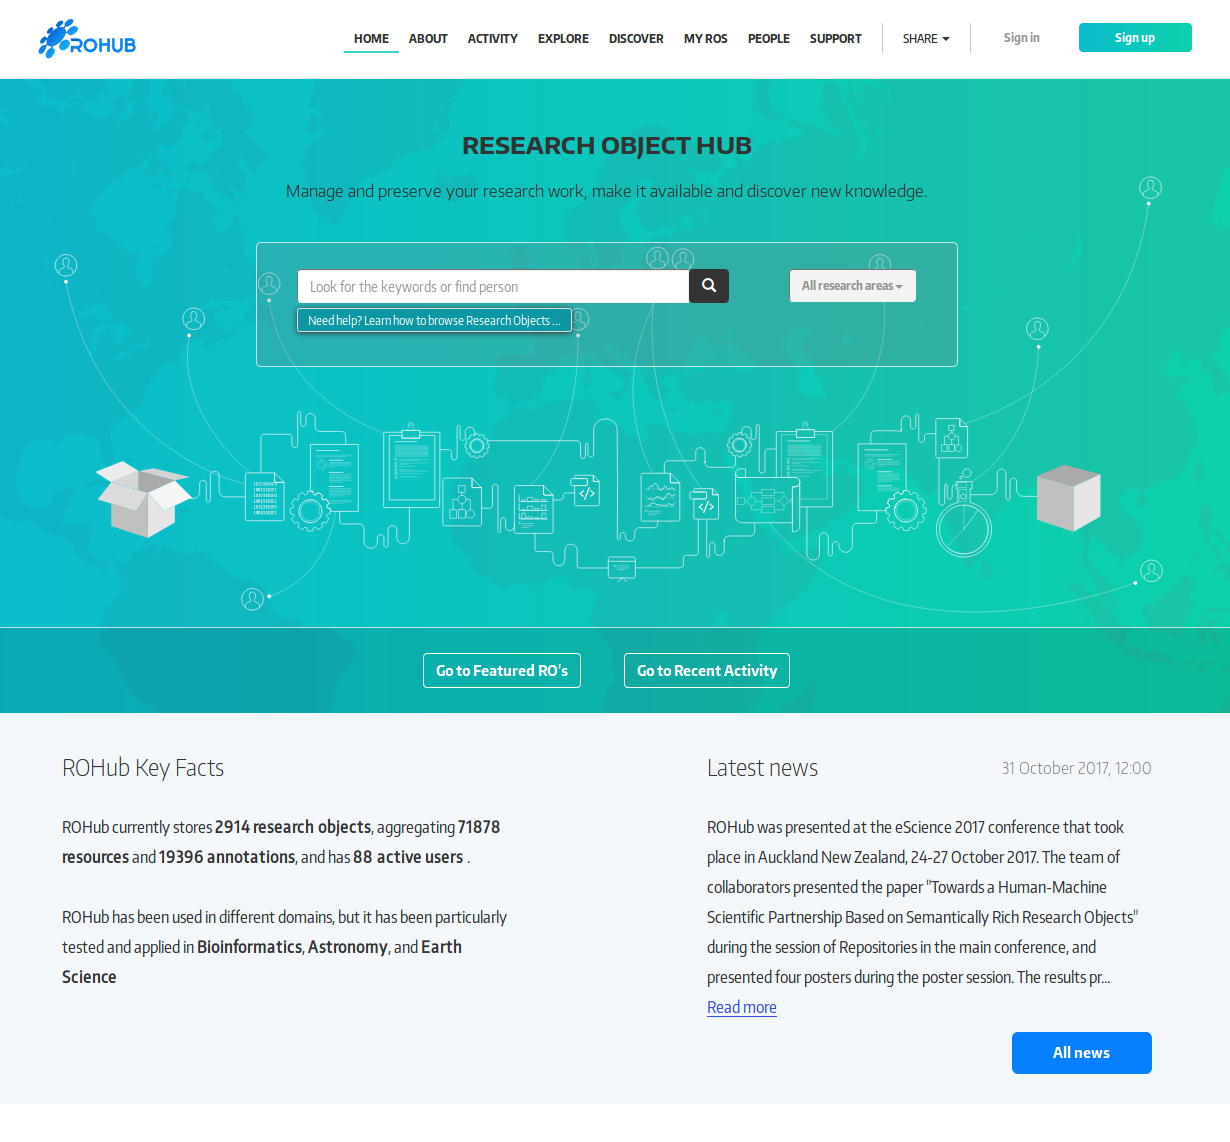 ROHUB
HOME ABOUT ACTIVITY EXPLORE DISCOVER MY ROS PEOPLE SUPPORT SHARE Sign in Sign up
RESEARCH OBJECT HUB
Manage and preserve your research work, make it available and discover new knowledge.
Look for the keywords or find person
All research areas
Need help? Learn how to browse Research Objects ...
Go to Featured RO's
Go to Recent Activity
ROHub Key Facts
ROHub currently stores 2914 research objects, aggregating 71878
resources and 19396 annotations, and has 88 active users .
ROHub has been used in different domains, but it has been particularly
tested and applied in Bioinformatics, Astronomy, and Earth
Science
Latest news
31 October 2017, 12:00
ROHub was presented at the eScience 2017 conference that took
place in Auckland New Zealand, 24-27 October 2017. The team of
collaborators presented the paper "Towards a Human-Machine
Scientific Partnership Based on Semantically Rich Research Objects"
during the session of Repositories in the main conference, and
presented four posters during the poster session. The results pr...
Read more
All news